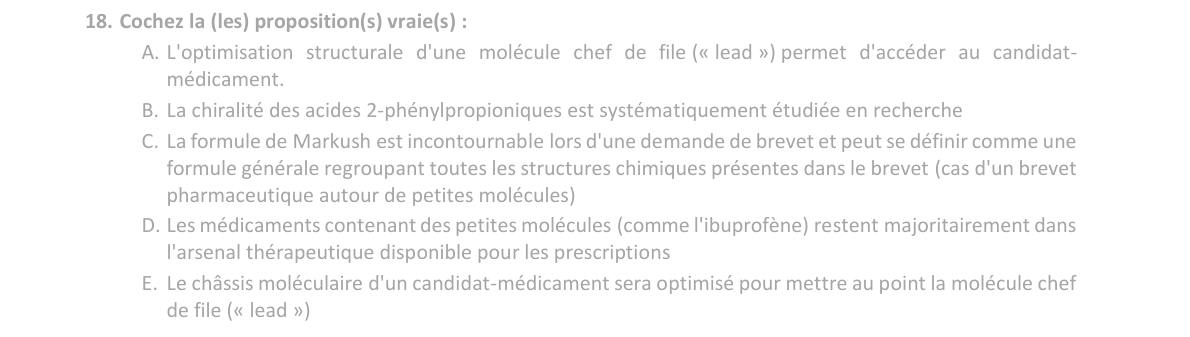 18. Cochez la (les) proposition(s) vraie(s) :
A. L'optimisation structurale d'une molécule chef de file (« lead ») permet d'accéder au candidat-
médicament.
B. La chiralité des acides 2-phénylpropioniques est systématiquement étudiée en recherche
C. La formule de Markush est incontournable lors d'une demande de brevet et peut se définir comme une
formule générale regroupant toutes les structures chimiques présentes dans le brevet (cas d'un brevet
pharmaceutique autour de petites molécules)
D. Les médicaments contenant des petites molécules (comme l'ibuprofène) restent majoritairement dans
l'arsenal thérapeutique disponible pour les prescriptions
E. Le châssis moléculaire d'un candidat-médicament sera optimisé pour mettre au point la molécule chef
de file (« lead »)